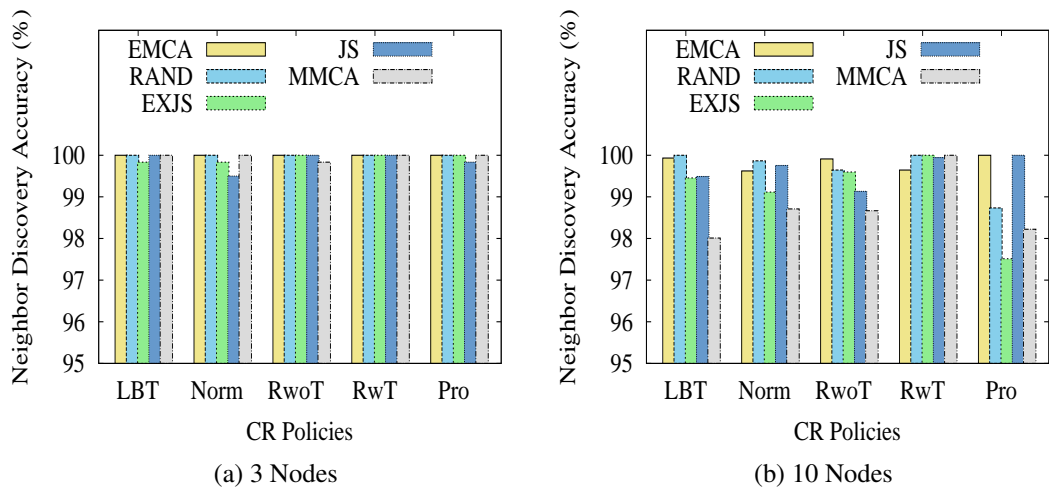 Neighbor Discovery Accuracy (%)
EMCA
RAND
EXJS
JS
MMCA
100
99
98
97
96
95
LBT Norm RwoT RwT Pro
CR Policies
(a) 3 Nodes
Neighbor Discovery Accuracy (%)
EMCA
RAND
EXJS
JS
MMCA
100
99
98
97
96
95
LBT Norm RwoT RwT Pro
CR Policies
(b) 10 Nodes